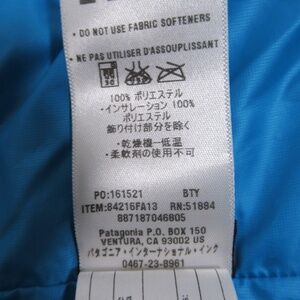 • DO NOT USE FABRIC SOFTENERS
• NE PAS UTILISER D'ASSOUPLISSANT
100% ポリエステル
・インサレーション 100%
ポリエステル
飾り付け部分を除く
・乾燥機一低温
・柔軟剤の使用不可
PO:161521 BTY
ITEM:84216FA13 RN:51884
887187046805
Patagonia P.O. BOX 150
VENTURA, CA 93002 US
パタゴニア・インターナショナル・インク
0467-23-8961